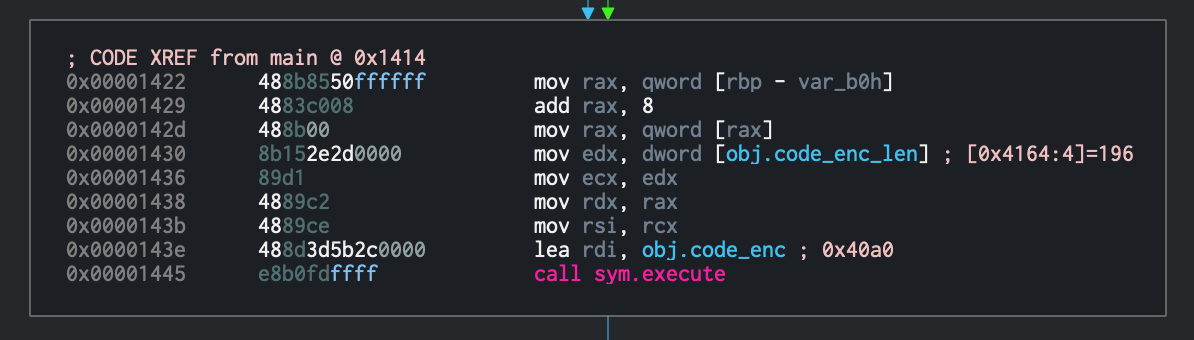 ; CODE XREF from main @ 0x1414
0x00001422 488b8550ffffff mov rax, qword [rbp - var_b0h]
0x00001429 4883c008 add rax, 8
0x0000142d 488b00 mov rax, qword [rax]
0x00001430 8b152e2d0000 mov edx, dword [obj.code_enc_len] ; [0x4164:4]=196
0x00001436 89d1 mov ecx, edx
0x00001438 4889c2 mov rdx, rax
0x0000143b 4889ce mov rsi, rcx
0x0000143e 488d3d5b2c0000 lea rdi, obj.code_enc ; 0x40a0
0x00001445 e8b0fdffff call sym.execute